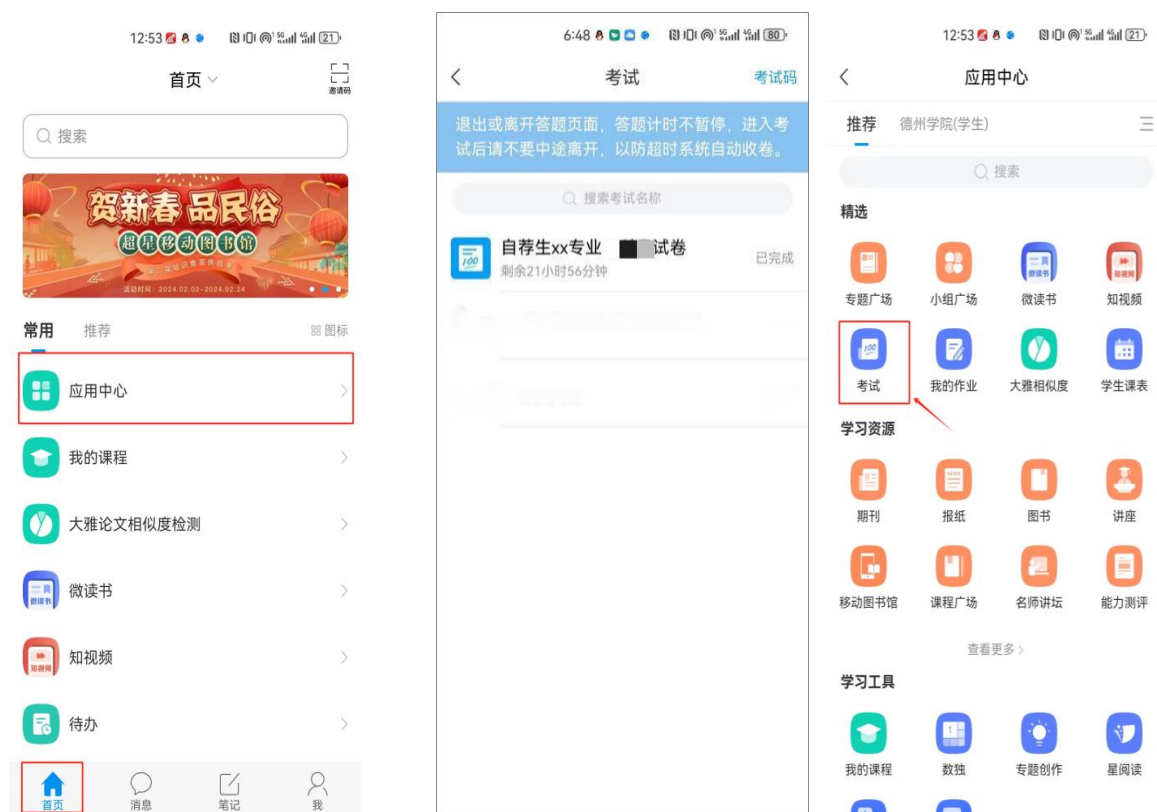 12:53
首页
邀请码
搜索
贺新春 品民俗
超星移动图书馆
活动时间：2024.02.02-2024.02.24
常用 推荐 图标
应用中心
我的课程
大雅论文相似度检测
微读书
知视频
待办
首页 消息 笔记 我
6:48 80
考试 考试码
退出或离开答题页面，答题计时不暂停，进入考
试后请不要中途离开，以防超时系统自动收卷。
搜索考试名称
自荐生xx专业 试卷
剩余21小时56分钟
已完成
12:53 21
应用中心
推荐 德州学院(学生)
搜索
精选
专题广场 小组广场 微读书 知视频
考试 我的作业 大雅相似度 学生课表
学习资源
期刊 报纸 图书 讲座
移动图书馆 课程广场 名师讲坛 能力测评
查看更多
学习工具
我的课程 数独 专题创作 星阅读